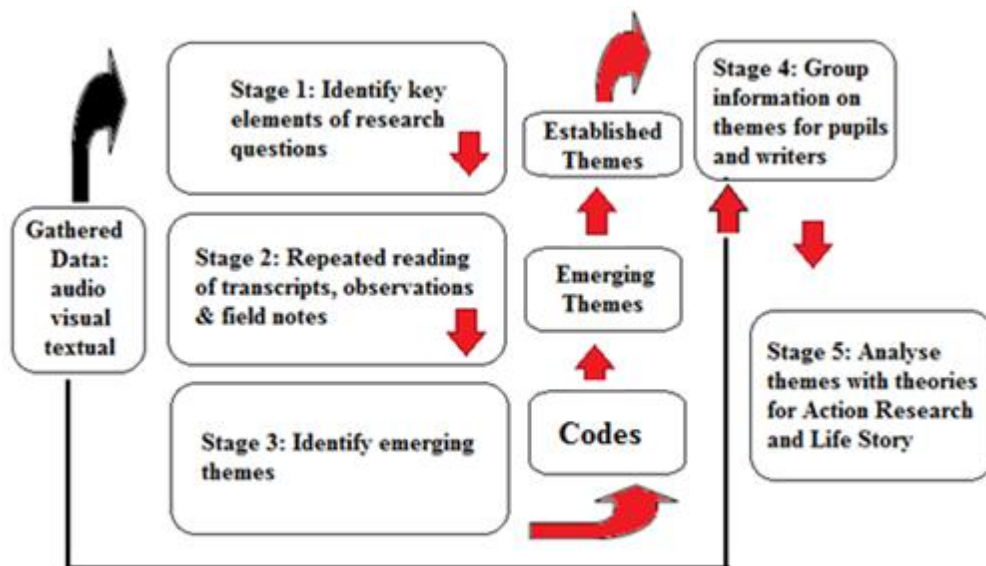 Gathered
Data:
audio
visual
textual
Stage 1: Identify key
elements of research
questions
Stage 2: Repeated reading
of transcripts, observations
& field notes
Stage 3: Identify emerging
themes
Codes
Emerging
Themes
Established
Themes
Stage 4: Group
information on
themes for pupils
and writers
Stage 5: Analyse
themes with theories
for Action Research
and Life Story